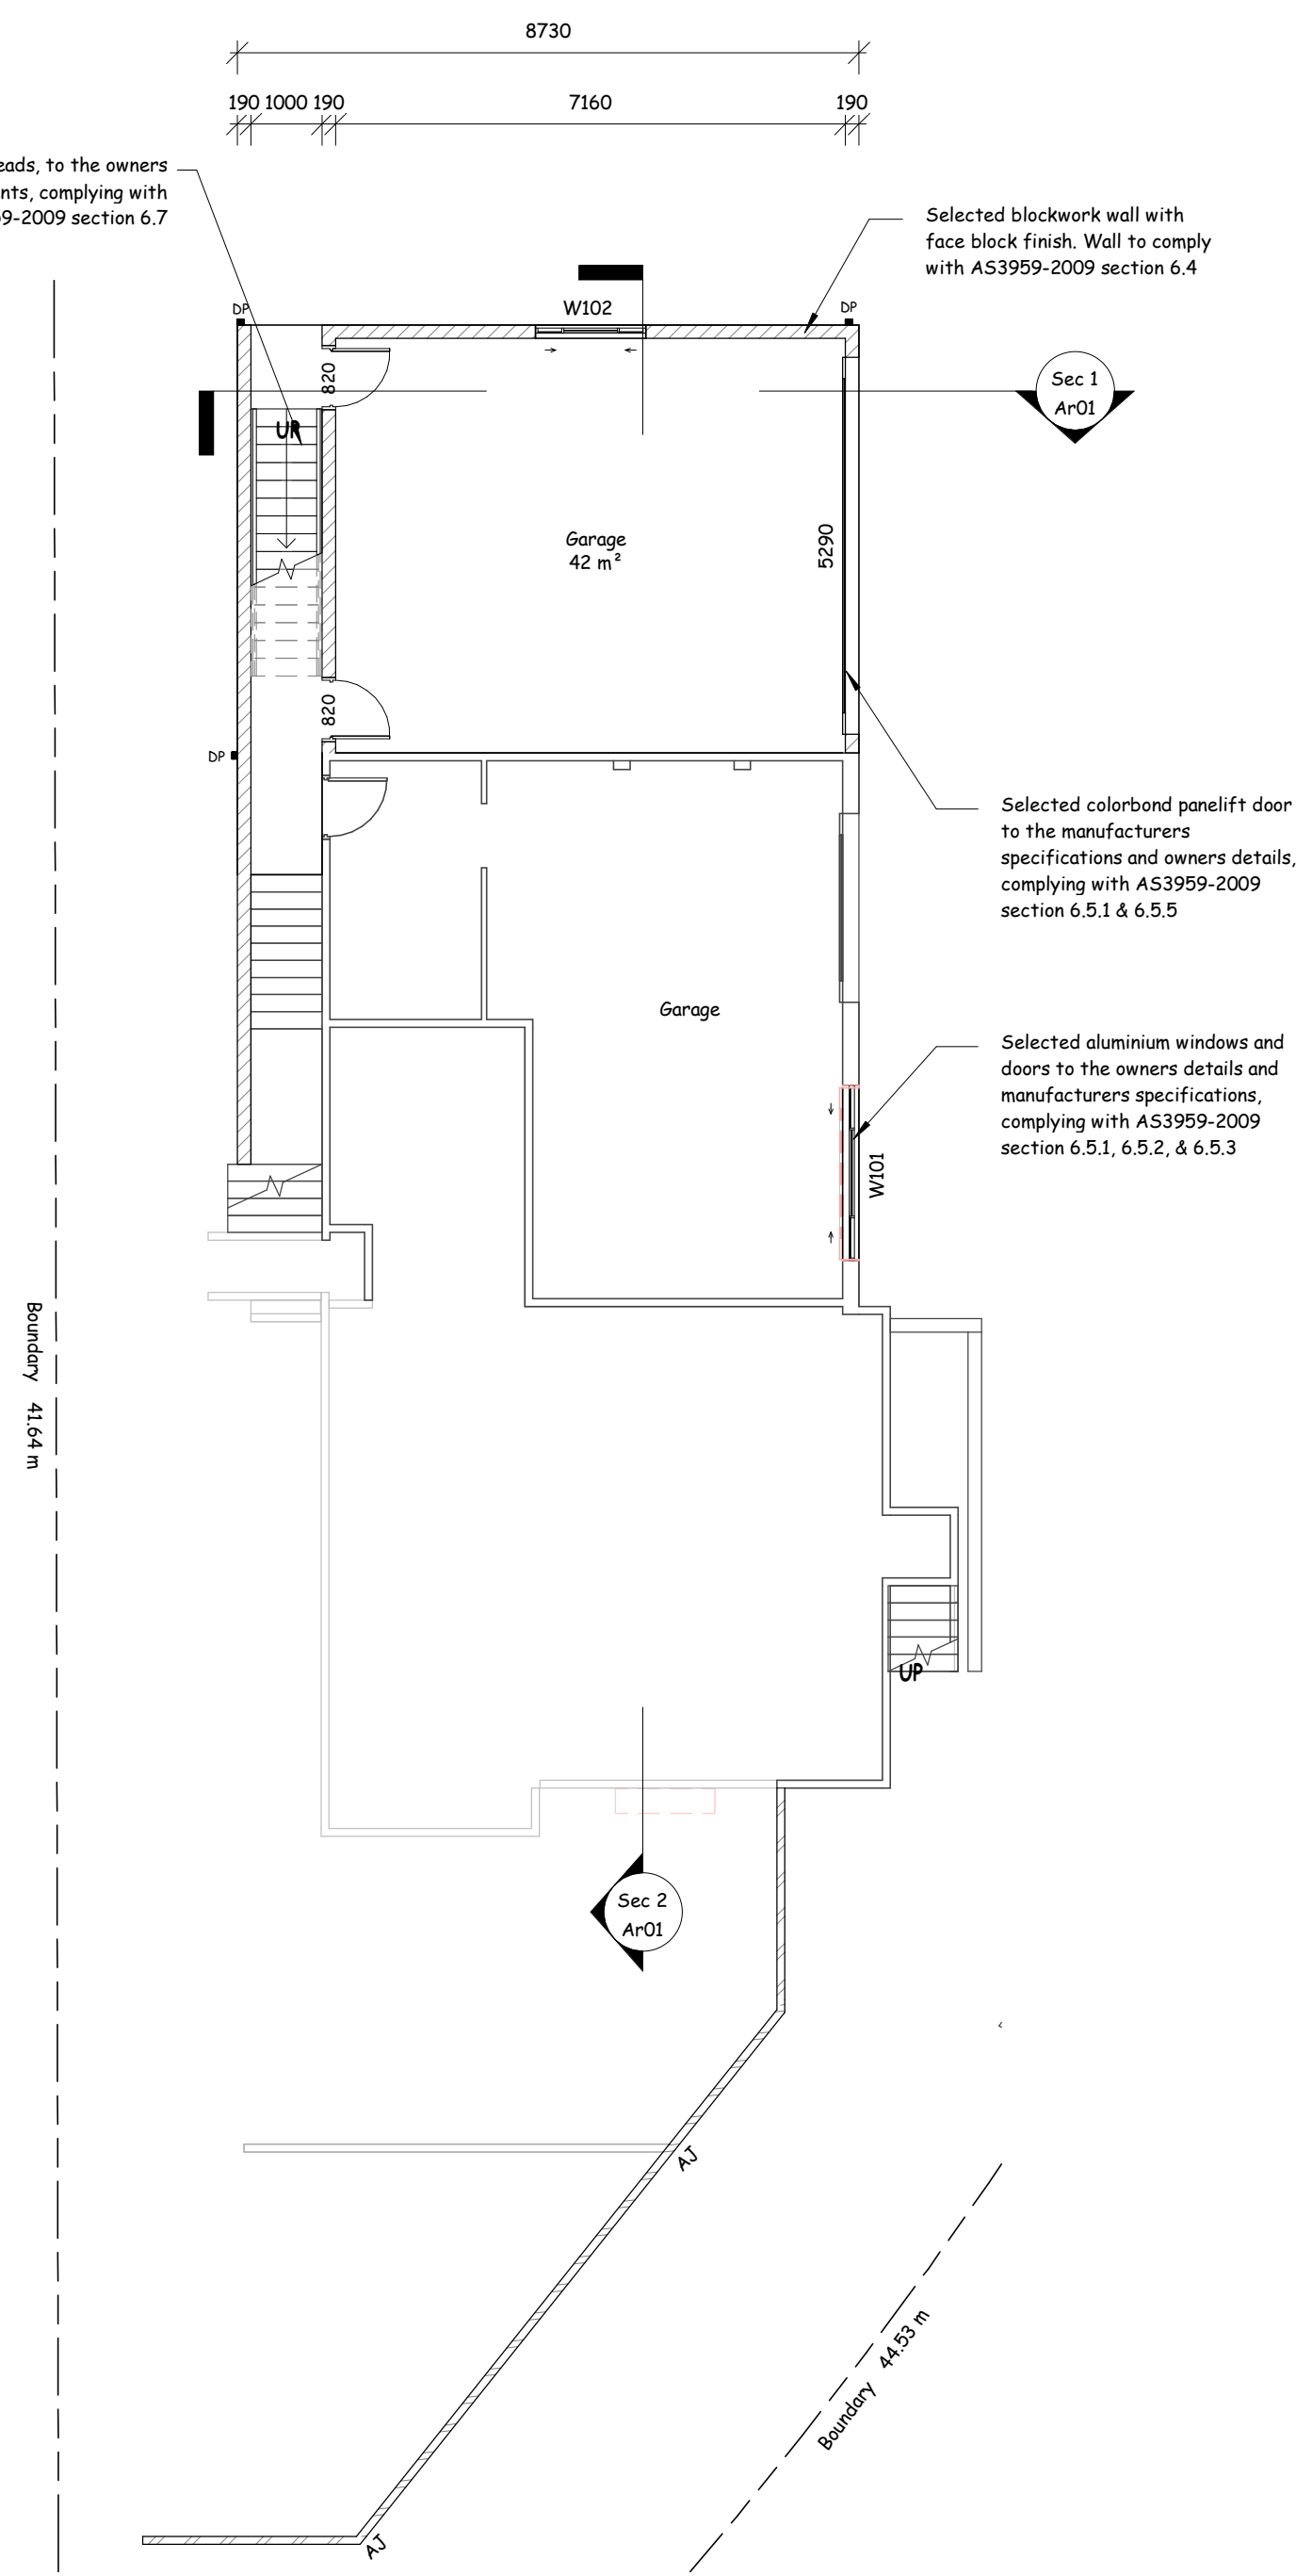 8730
190 1000 190 7160 190
eads, to the owners
nts, complying with
9-2009 section 6.7
Selected blockwork wall with
face block finish. Wall to comply
with AS3959-2009 section 6.4
W102
DP
DP
820
Sec 1
Ar01
UP
Garage
42 m²
5290
820
DP
Selected colorbond panelift door
to the manufacturers
specifications and owners details,
complying with AS3959-2009
section 6.5.1 & 6.5.5
Garage
Selected aluminium windows and
doors to the owners details and
manufacturers specifications,
complying with AS3959-2009
section 6.5.1, 6.5.2, & 6.5.3
W101
Boundary 41.64 m
UP
Sec 2
Ar01
AJ
Boundary 44.53 m
AJ